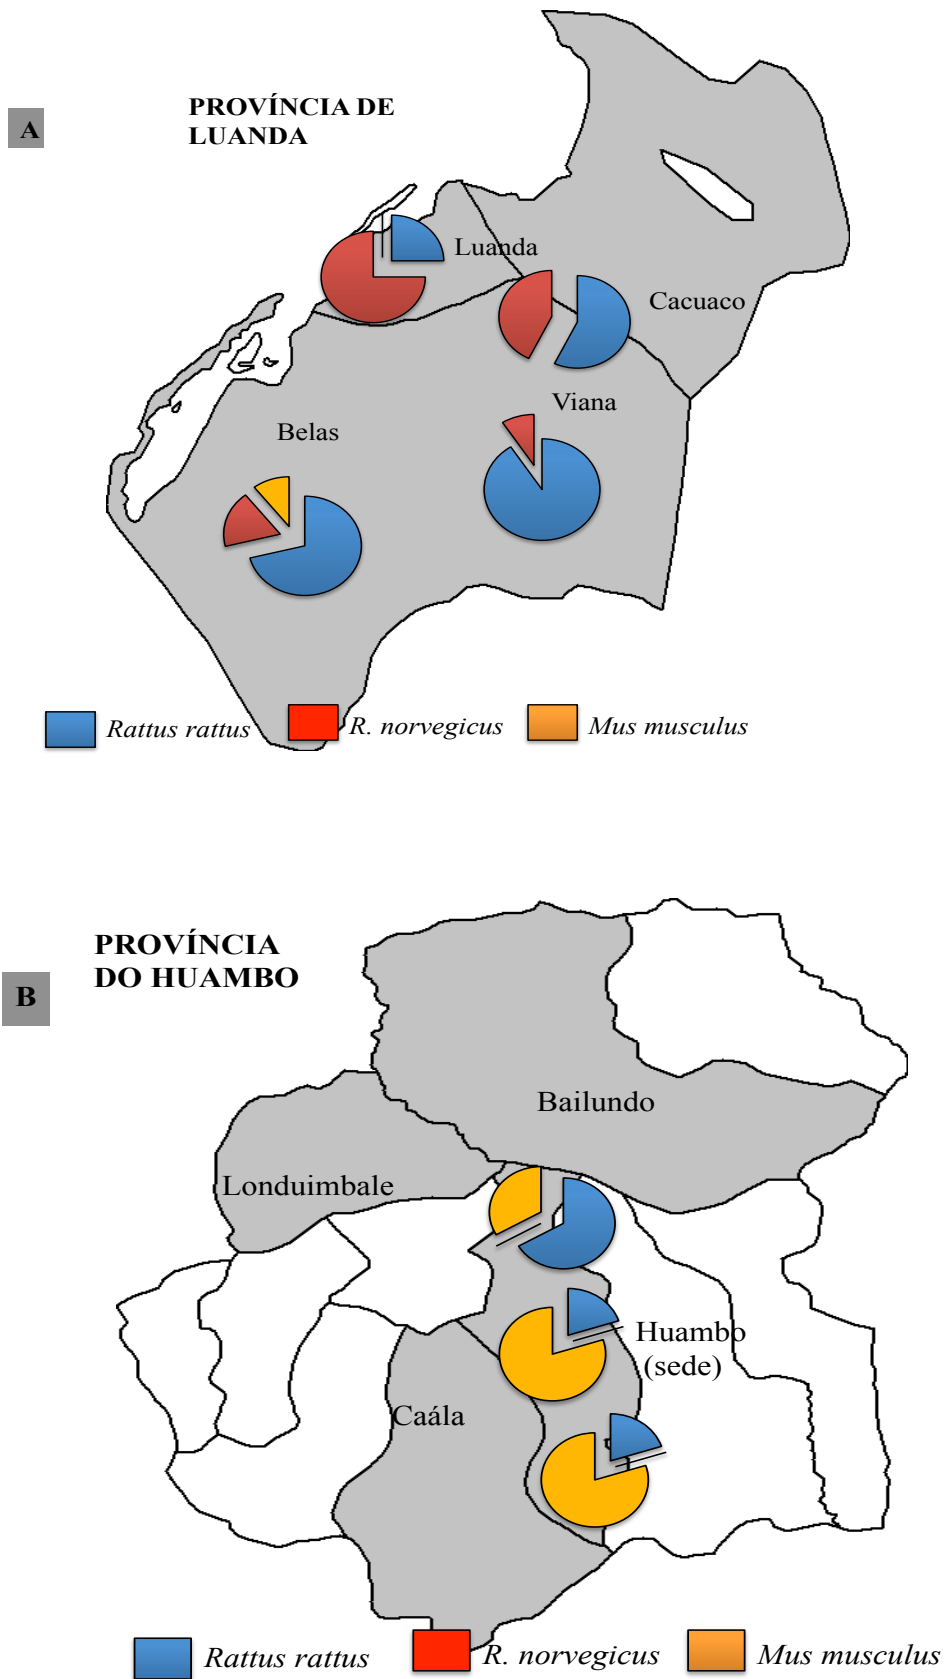 A
PROVÍNCIA DE
LUANDA
Luanda
Cacuaco
Viana
Belas
Rattus rattus
R. norvegicus
Mus musculus
PROVÍNCIA
DO HUAMBO
B
Bailundo
Londuimbale
Huambo
(sede)
Caála
Rattus rattus
R. norvegicus
Mus musculus